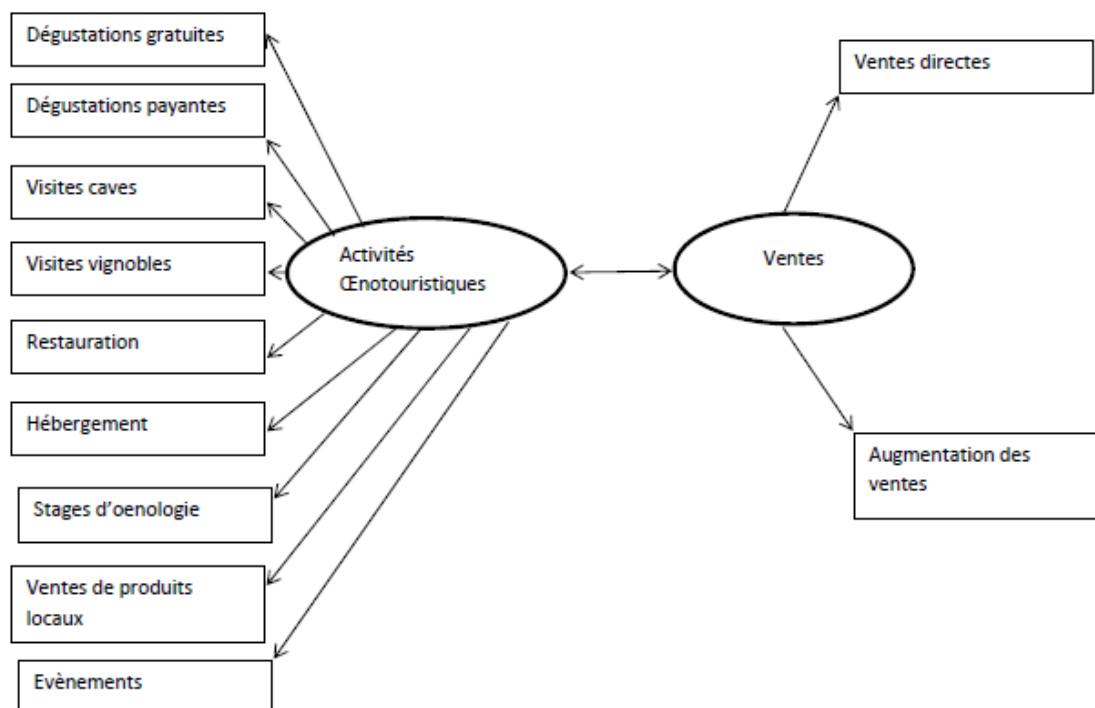 Dégustations gratuites
Dégustations payantes
Visites caves
Visites vignobles
Restauration
Hébergement
Stages d’oenologie
Ventes de produits
locaux
Evènements
Activités
Œnotouristiques
Ventes
Ventes directes
Augmentation des
ventes